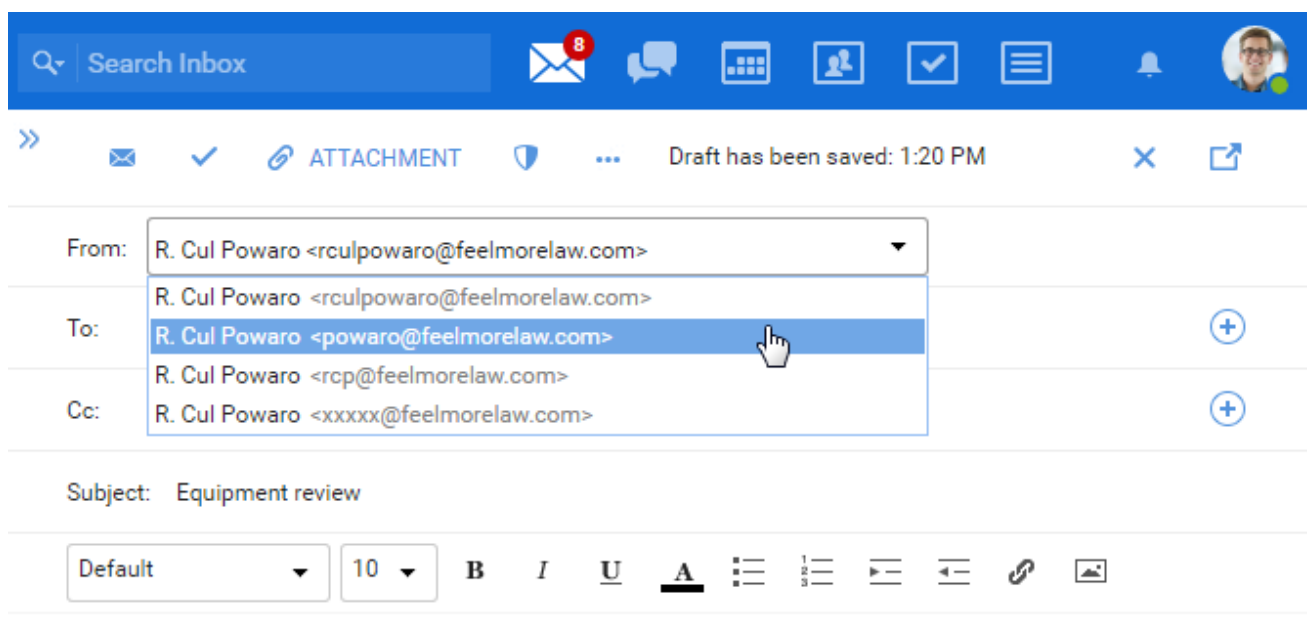 Search Inbox
8
ATTACHMENT
Draft has been saved: 1:20 PM
From: R. Cul Powaro <rculpowaro@feelmorelaw.com>
R. Cul Powaro <rculpowaro@feelmorelaw.com>
To:
R. Cul Powaro <powaro@feelmorelaw.com>
R. Cul Powaro <rcp@feelmorelaw.com>
Cc:
R. Cul Powaro <xxxxx@feelmorelaw.com>
Subject: Equipment review
Default 10 B I U A